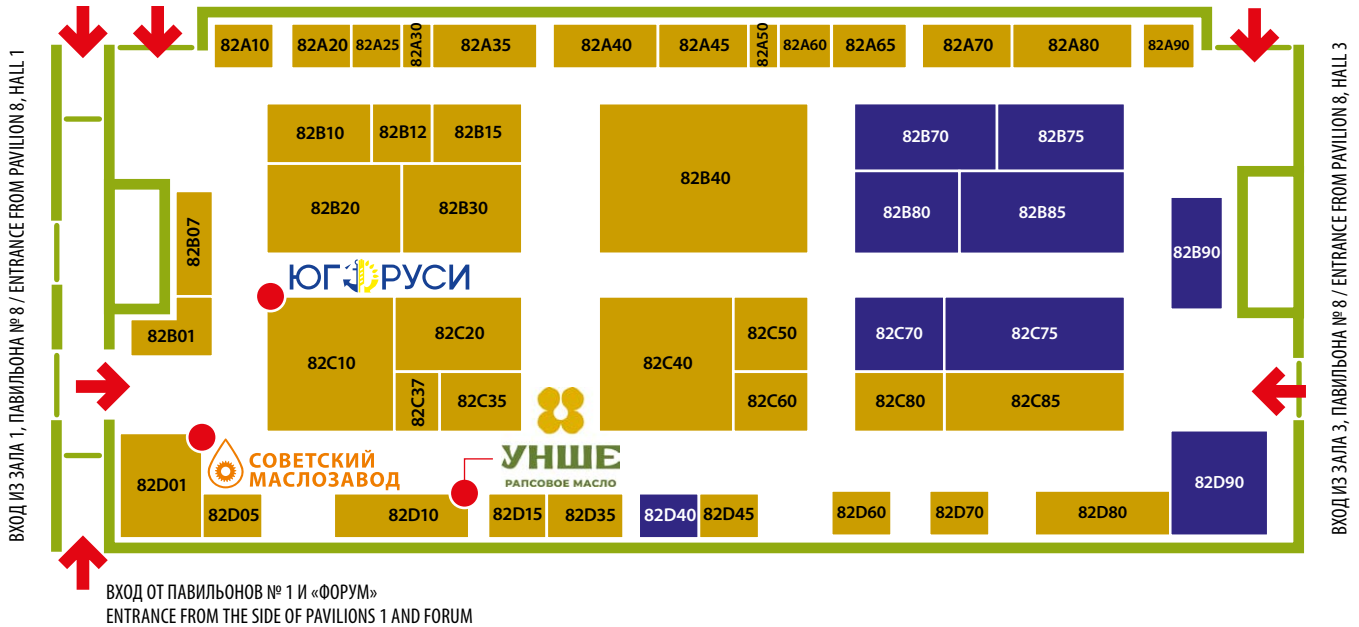 82A10 82A20 82A25 82A30 82A35 82A40 82A45 82A50 82A60 82A65 82A70 82A80 82A90
82B10 82B12 82B15 82B40 82B70 82B75
82B20 82B30 82B80 82B85
82B07 82B90
ЮГ РУСИ
82B01 82C10 82C20 82C40 82C50 82C70 82C75
82C37 82C35 82C60 82C80 82C85
УНШЕ
РАПСОВОЕ МАСЛО
СОВЕТСКИЙ
МАСЛОЗАВОД
82D01 82D05 82D10 82D15 82D35 82D40 82D45 82D60 82D70 82D80 82D90
ВХОД ИЗ ЗАЛА 1, ПАВИЛЬОНА № 8 / ENTRANCE FROM PAVILION 8, HALL 1
ВХОД ИЗ ЗАЛА 3, ПАВИЛЬОНА № 8 / ENTRANCE FROM PAVILION 8, HALL 3
ВХОД ОТ ПАВИЛЬОНОВ № 1 И «ФОРУМ»
ENTRANCE FROM THE SIDE OF PAVILIONS 1 AND FORUM